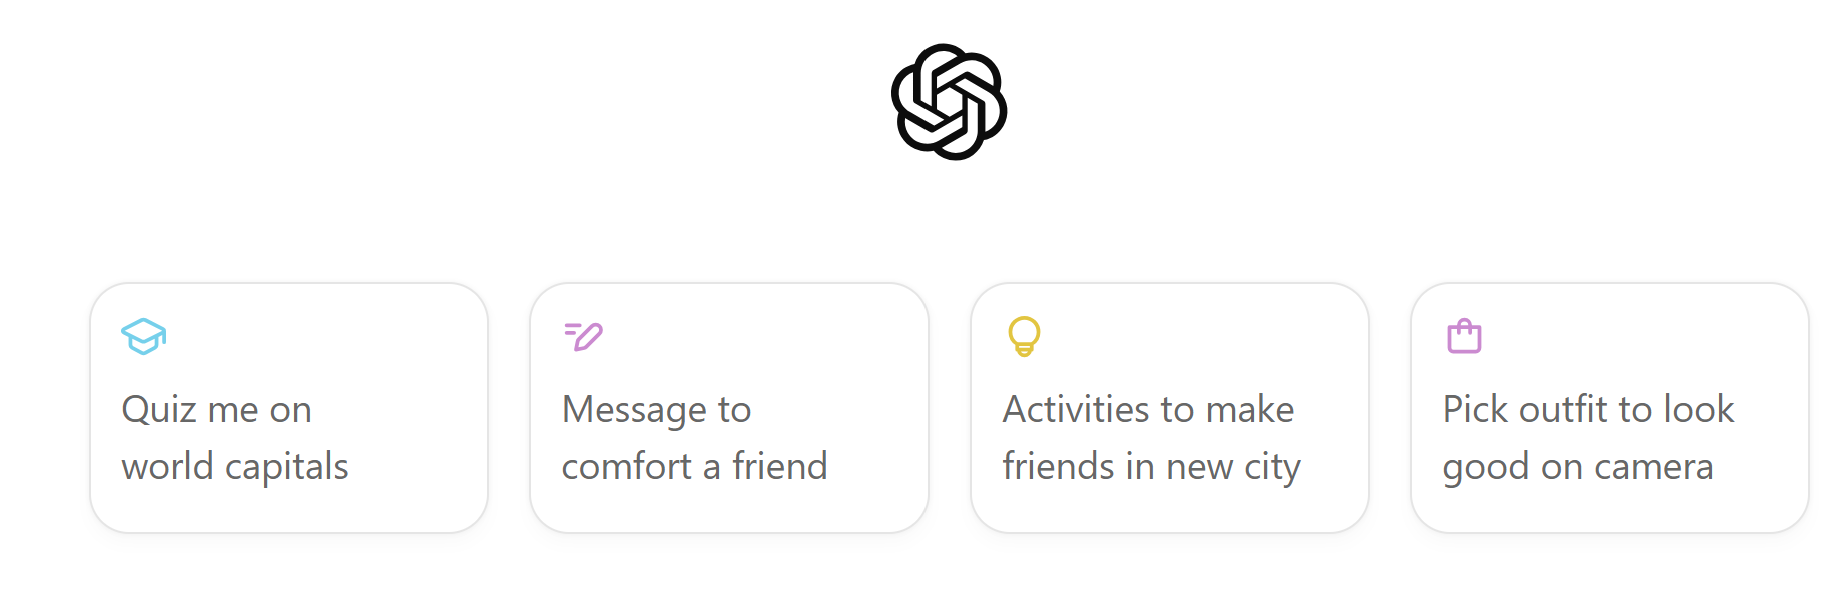 Quiz me on
world capitals
Message to
comfort a friend
Activities to make
friends in new city
Pick outfit to look
good on camera